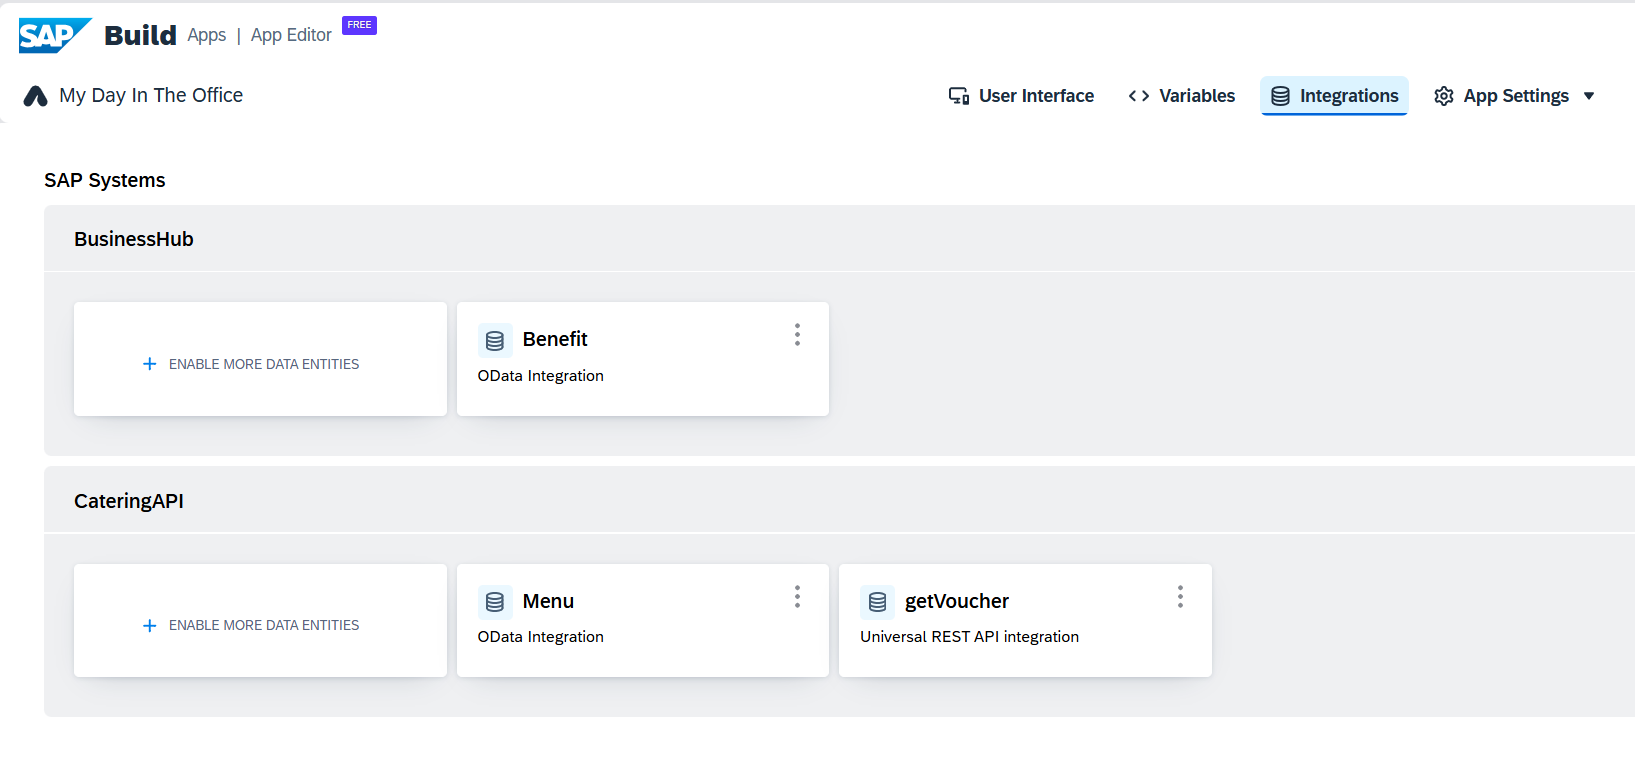 SAP Build Apps | App Editor FREE
My Day In The Office
User Interface Variables Integrations App Settings
SAP Systems
BusinessHub
ENABLE MORE DATA ENTITIES
Benefit
OData Integration
CateringAPI
ENABLE MORE DATA ENTITIES
Menu
OData Integration
getVoucher
Universal REST API integration